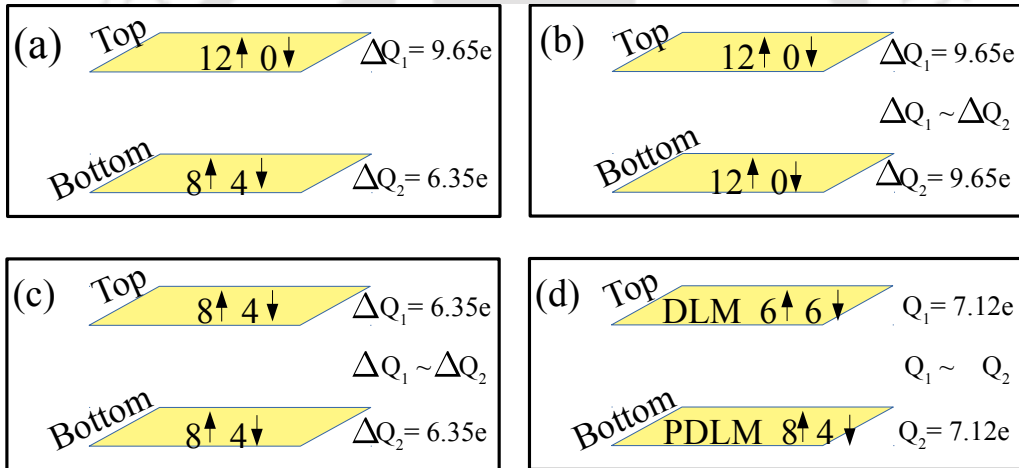 (a)
Top
12↑ 0↓ ΔQ₁= 9.65e
Bottom
8↑ 4↓ ΔQ₂= 6.35e
(b)
Top
12↑ 0↓ ΔQ₁= 9.65e
ΔQ₁ ~ ΔQ₂
Bottom
12↑ 0↓ ΔQ₂= 9.65e
(c)
Top
8↑ 4↓ ΔQ₁= 6.35e
ΔQ₁ ~ ΔQ₂
Bottom
8↑ 4↓ ΔQ₂= 6.35e
(d)
Top
DLM 6↑ 6↓ Q₁= 7.12e
Q₁ ~ Q₂
Bottom
PDLM 8↑ 4↓ Q₂= 7.12e